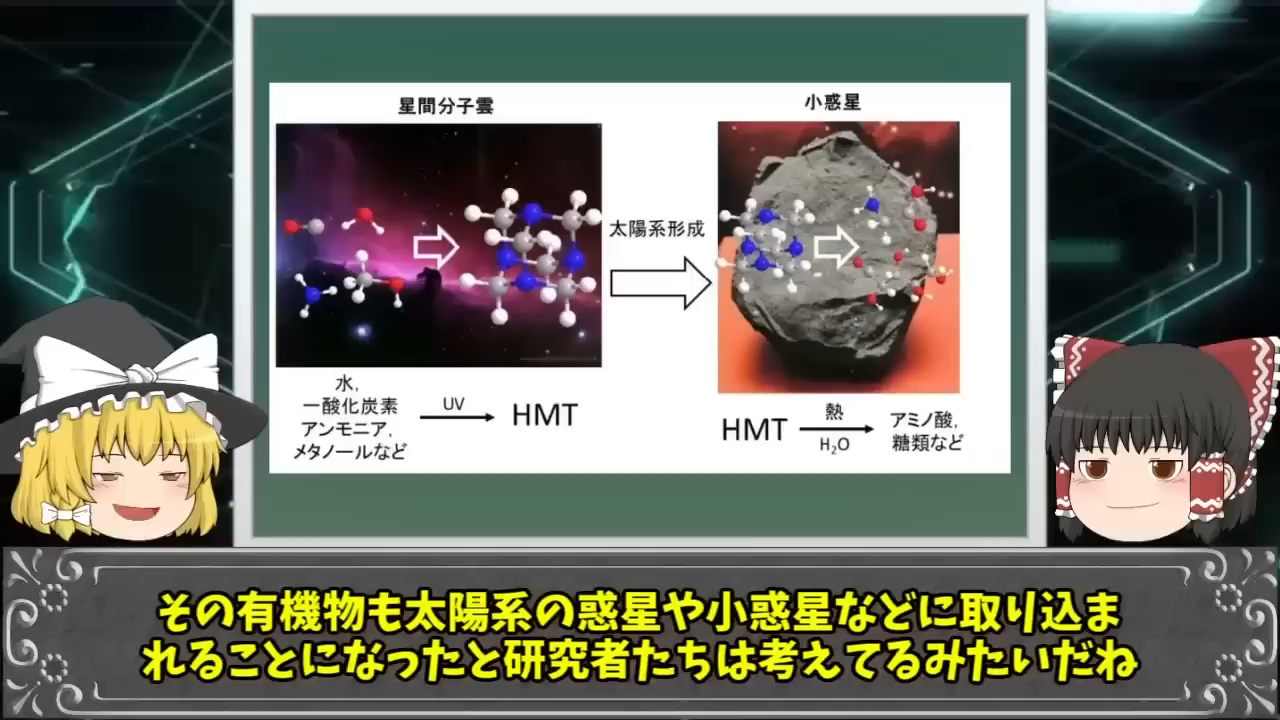 星間分子雲
小惑星
太陽系形成
水,
一酸化炭素
アンモニア,
メタノールなど
UV
HMT
HMT
熱
H₂O
アミノ酸,
糖類など
その有機物も太陽系の惑星や小惑星などに取り込ま
れることになったと研究者たちは考えてるみたいだね